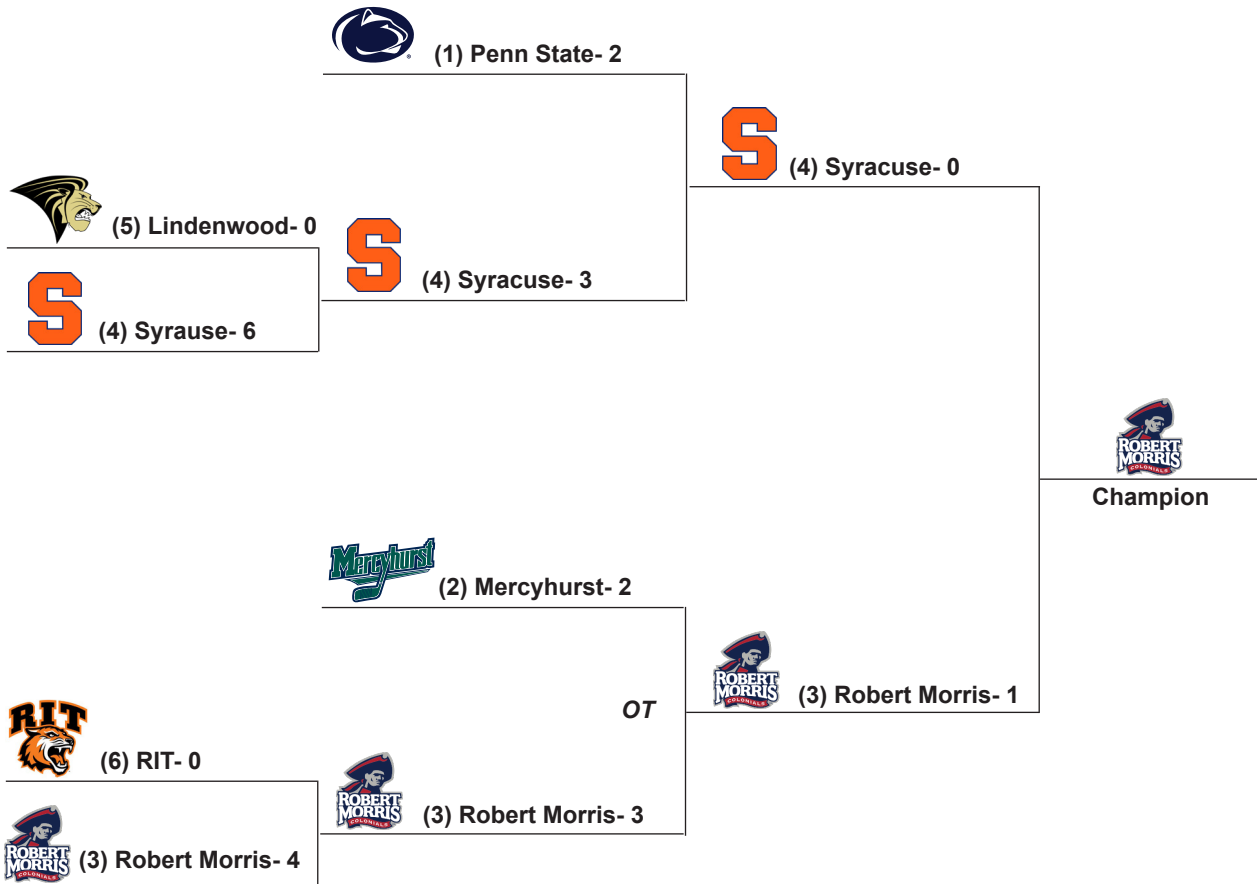 (1) Penn State- 2
S
(4) Syracuse- 0
(5) Lindenwood- 0
S
(4) Syracuse- 3
S
(4) Syrause- 6
ROBERT
MORRIS
COLONIALS
Champion
Mercyhurst
(2) Mercyhurst- 2
ROBERT
MORRIS
COLONIALS
(3) Robert Morris- 1
OT
RIT
(6) RIT- 0
ROBERT
MORRIS
COLONIALS
(3) Robert Morris- 3
ROBERT
MORRIS
COLONIALS
(3) Robert Morris- 4